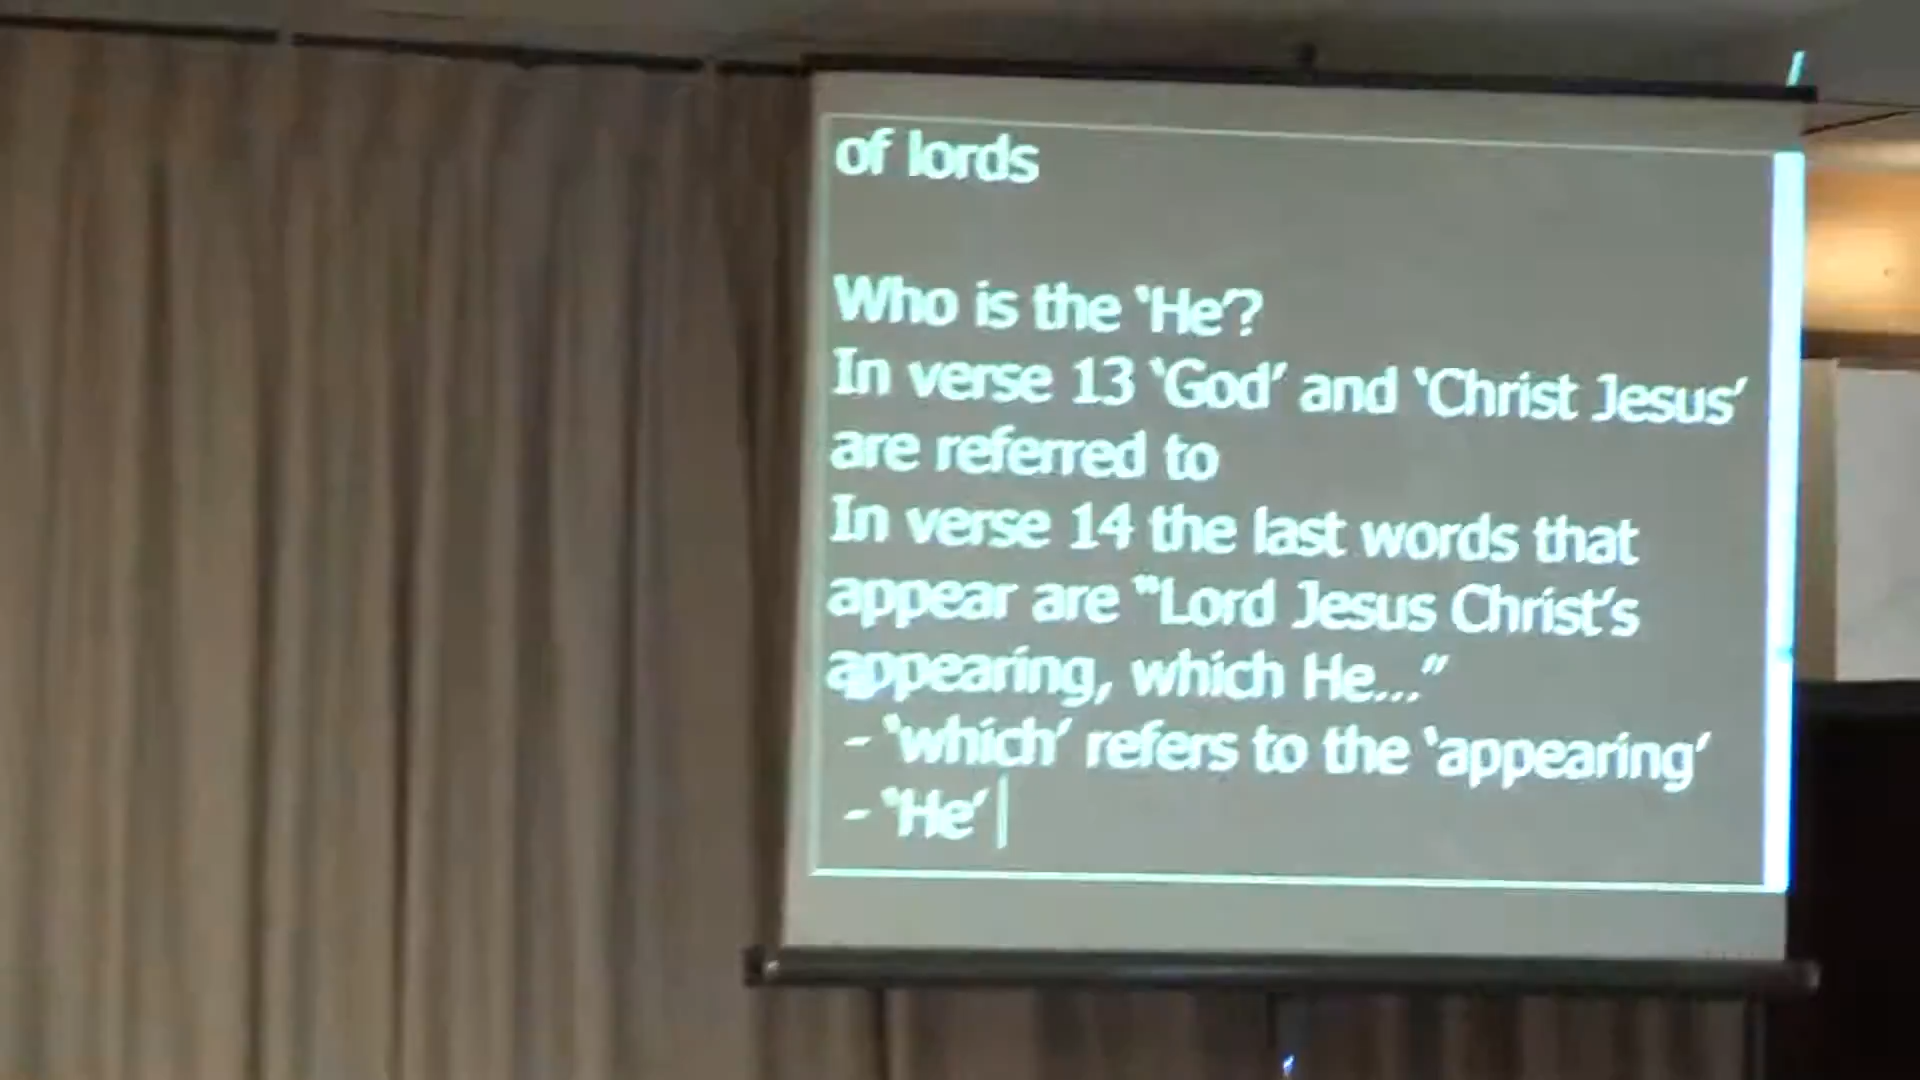 of lords
Who is the ‘He’?
In verse 13 ‘God’ and ‘Christ Jesus’
are referred to
In verse 14 the last words that
appear are “Lord Jesus Christ’s
appearing, which He...”
- ‘which’ refers to the ‘appearing’
- ‘He’